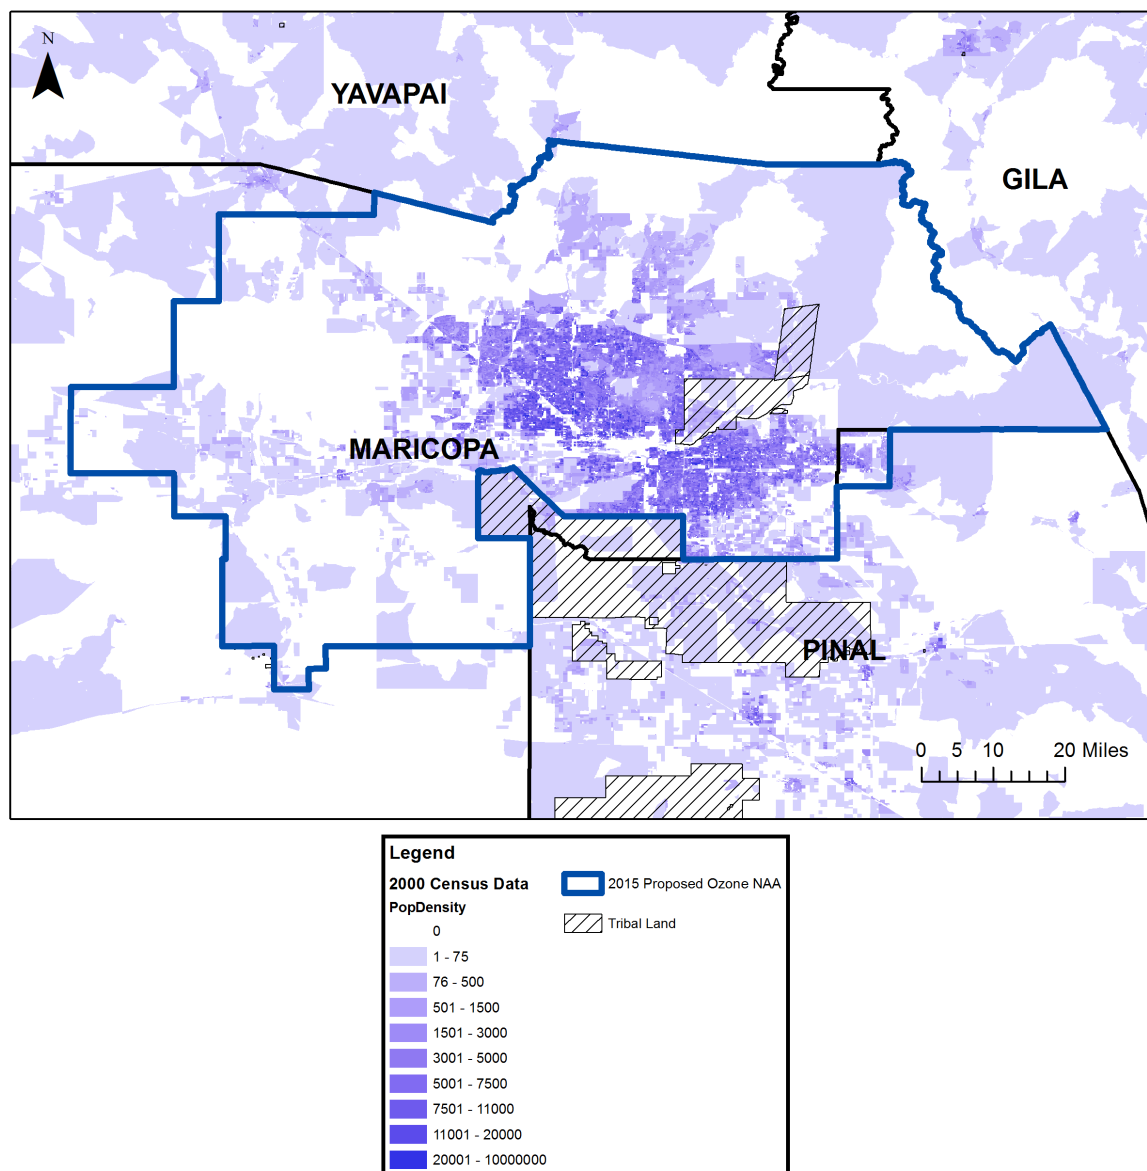 N
YAVAPAI
GILA
MARICOPA
PINAL
0 5 10 20 Miles
Legend
2000 Census Data
PopDensity
0
1 - 75
76 - 500
501 - 1500
1501 - 3000
3001 - 5000
5001 - 7500
7501 - 11000
11001 - 20000
20001 - 10000000
2015 Proposed Ozone NAA
Tribal Land